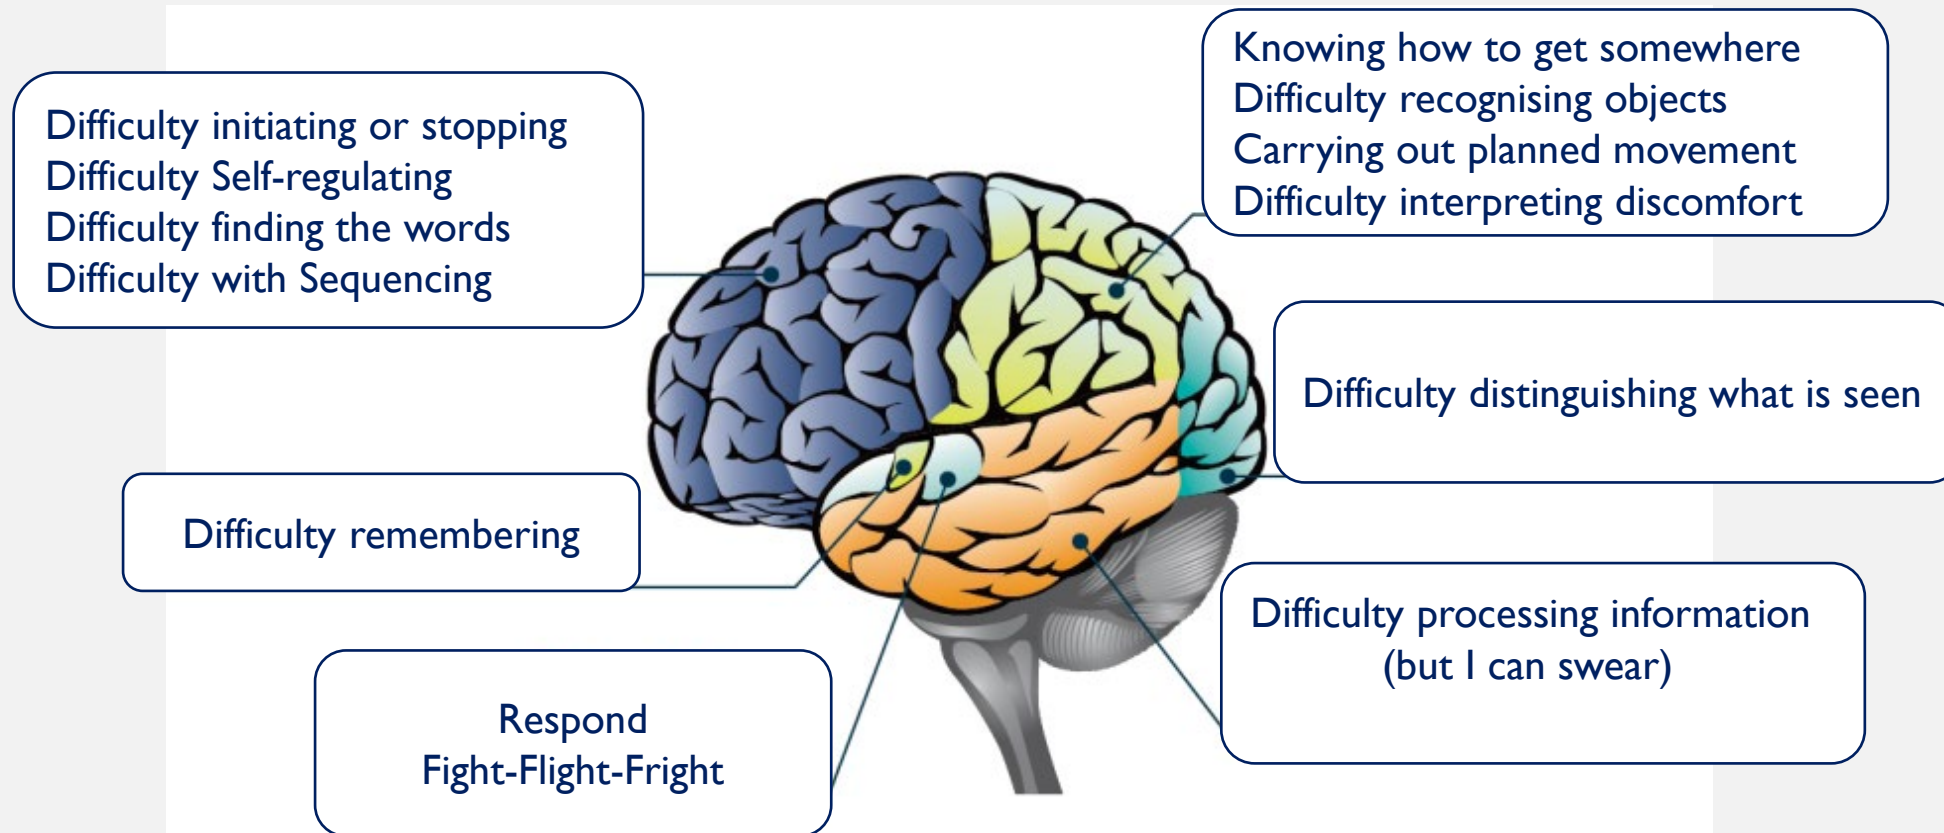 Difficulty initiating or stopping
Difficulty Self-regulating
Difficulty finding the words
Difficulty with Sequencing
Knowing how to get somewhere
Difficulty recognising objects
Carrying out planned movement
Difficulty interpreting discomfort
Difficulty distinguishing what is seen
Difficulty remembering
Difficulty processing information
(but I can swear)
Respond
Fight-Flight-Fright